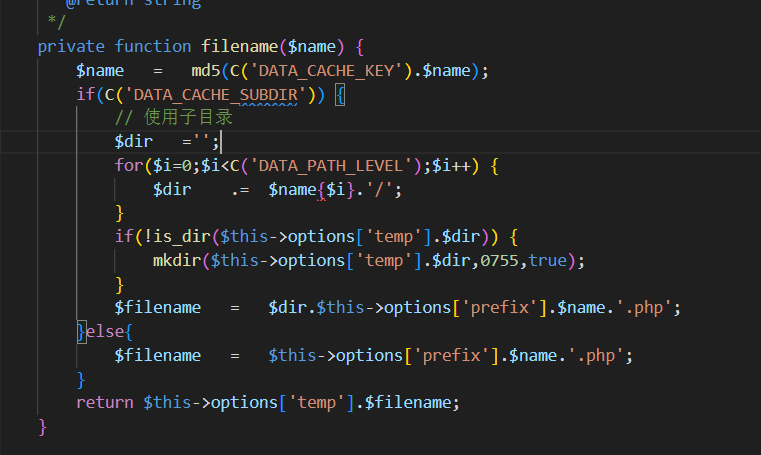 @return string
*/
private function filename($name) {
$name   =   md5(C('DATA_CACHE_KEY').$name);
if(C('DATA_CACHE_SUBDIR')) {
// 使用子目录
$dir   ='';
for($i=0;$i<C('DATA_PATH_LEVEL');$i++) {
$dir    .=  $name{$i}.'/';
}
if(!is_dir($this->options['temp'].$dir)) {
mkdir($this->options['temp'].$dir,0755,true);
}
$filename   =   $dir.$this->options['prefix'].$name.'.php';
}else{
$filename   =   $this->options['prefix'].$name.'.php';
}
return $this->options['temp'].$filename;
}